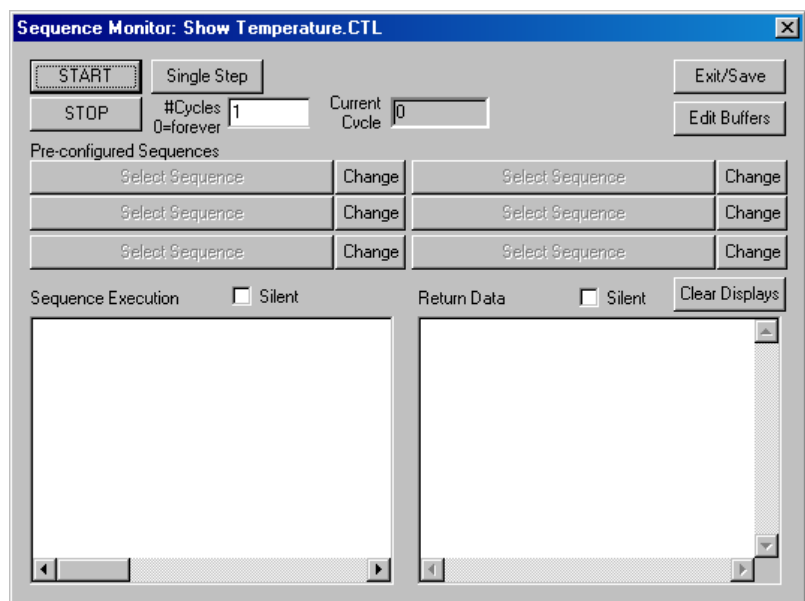 Sequence Monitor: Show Temperature.CTL
START Single Step Exit/Save
STOP #Cycles 0=forever 1 Current Cycle 0 Edit Buffers
Pre-configured Sequences
Select Sequence Change Select Sequence Change
Select Sequence Change Select Sequence Change
Select Sequence Change Select Sequence Change
Sequence Execution Silent Return Data Silent Clear Displays